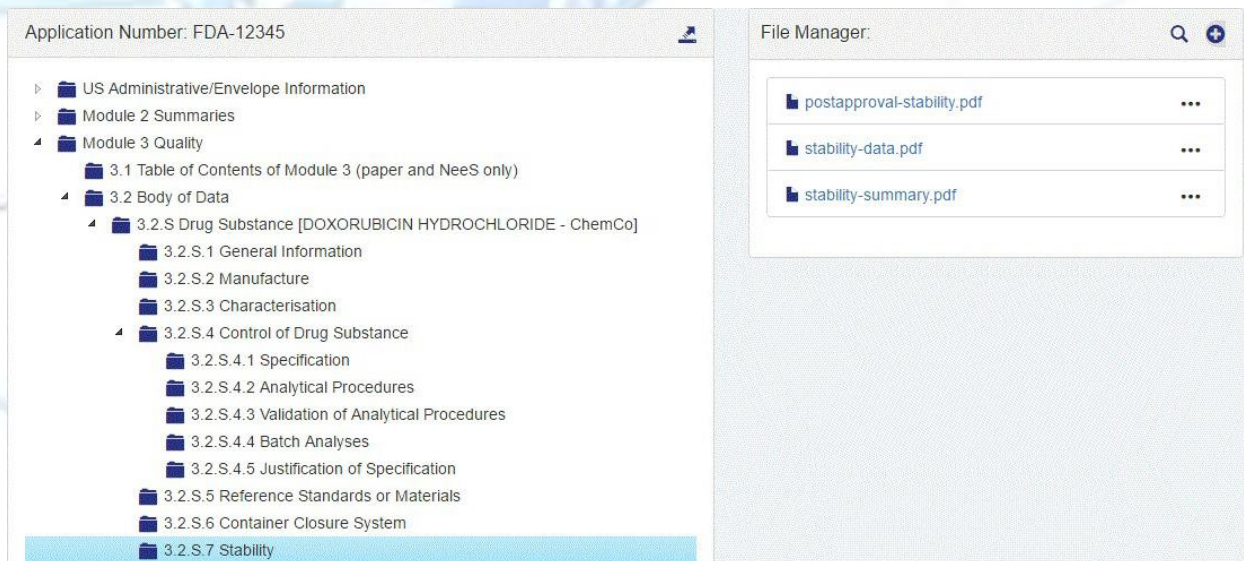 Application Number: FDA-12345
US Administrative/Envelope Information
Module 2 Summaries
Module 3 Quality
3.1 Table of Contents of Module 3 (paper and NeeS only)
3.2 Body of Data
3.2.S Drug Substance [DOXORUBICIN HYDROCHLORIDE - ChemCo]
3.2.S.1 General Information
3.2.S.2 Manufacture
3.2.S.3 Characterisation
3.2.S.4 Control of Drug Substance
3.2.S.4.1 Specification
3.2.S.4.2 Analytical Procedures
3.2.S.4.3 Validation of Analytical Procedures
3.2.S.4.4 Batch Analyses
3.2.S.4.5 Justification of Specification
3.2.S.5 Reference Standards or Materials
3.2.S.6 Container Closure System
3.2.S.7 Stability
File Manager:
postapproval-stability.pdf
stability-data.pdf
stability-summary.pdf